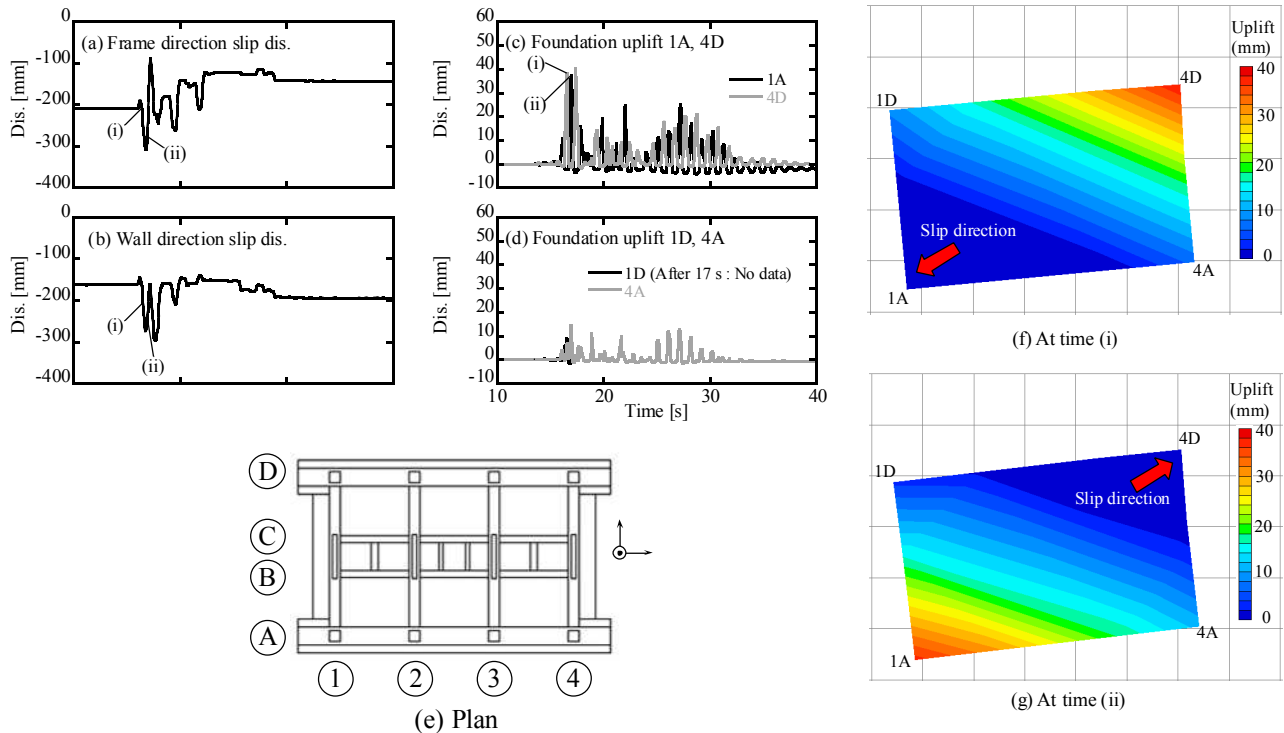 0
-100
-200
-300
-400
Dis. [mm]
(a) Frame direction slip dis.
(i)
(ii)
0
-100
-200
-300
-400
Dis. [mm]
(b) Wall direction slip dis.
(i)
(ii)
60
50
40
30
20
10
0
-10
Dis. [mm]
(c) Foundation uplift 1A, 4D
(i)
(ii)
1A
4D
60
50
40
30
20
10
0
-10
Dis. [mm]
(d) Foundation uplift 1D, 4A
1D (After 17 s : No data)
4A
10 20 30 40
Time [s]
D
C
B
A
1 2 3 4
(e) Plan
Uplift
(mm)
40
30
20
10
0
1D
4D
Slip direction
1A
4A
(f) At time (i)
Uplift
(mm)
40
30
20
10
0
4D
1D
Slip direction
1A
4A
(g) At time (ii)